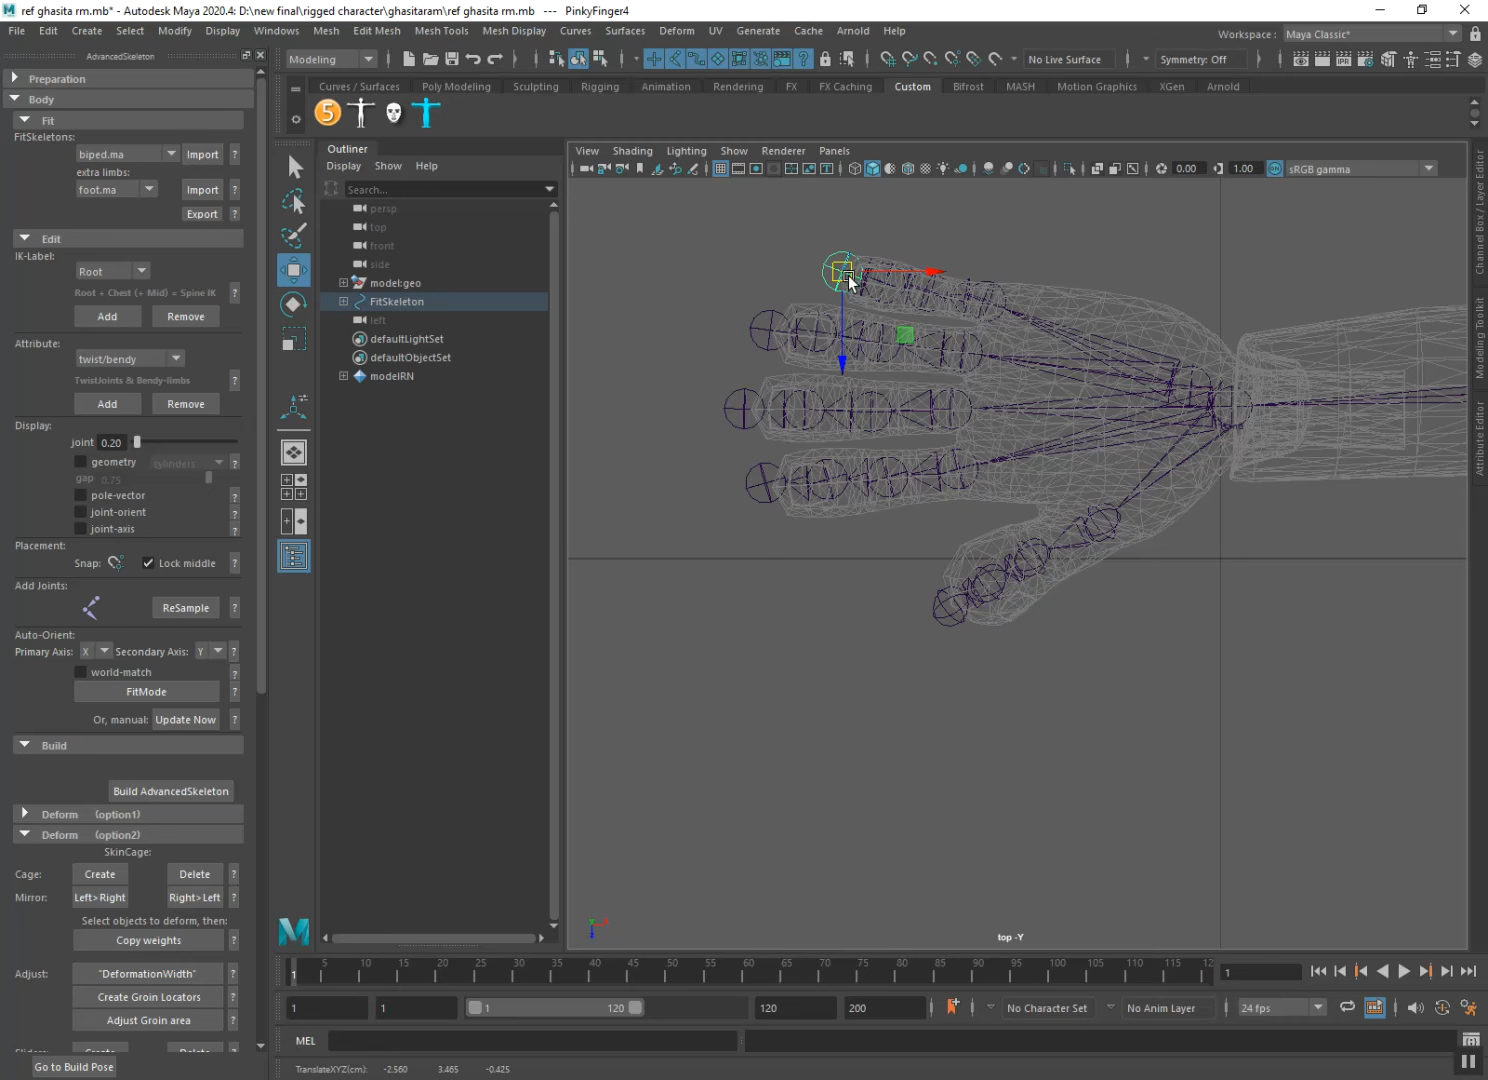 ref ghasita rm.mb* - Autodesk Maya 2020.4: D:\new final\rigged character\ghasitaram\ref ghasita rm.mb --- PinkyFinger4
File Edit Create Select Modify Display Windows Mesh Edit Mesh Mesh Tools Mesh Display Curves Surfaces Deform UV Generate Cache Arnold Help
Workspace : Maya Classic*
AdvancedSkeleton
Modeling
No Live Surface
Symmetry: Off
Curves / Surfaces Poly Modeling Sculpting Rigging Animation Rendering FX FX Caching Custom Bifrost MASH Motion Graphics XGen Arnold
5
Preparation
Body
Fit
FitSkeletons:
biped.ma Import ?
extra limbs:
foot.ma Import ?
Export ?
Edit
IK-Label:
Root
Root + Chest (+ Mid) = Spine IK ?
Add Remove
Attribute:
twist/bendy
TwistJoints & Bendy-limbs ?
Add Remove
Display:
joint 0.20
geometry cylinders ?
gap 0.75
pole-vector ?
joint-orient ?
joint-axis ?
Placement:
Snap: Lock middle ?
Add Joints:
ReSample ?
Auto-Orient:
Primary Axis: X Secondary Axis: Y ?
world-match ?
FitMode ?
Or, manual: Update Now ?
Build
Build AdvancedSkeleton
Deform (option1)
Deform (option2)
SkinCage:
Cage: Create Delete ?
Mirror: Left>Right Right>Left ?
Select objects to deform, then:
Copy weights ?
Adjust: "DeformationWidth" ?
Create Groin Locators ?
Adjust Groin area ?
Go to Build Pose
Outliner
Display Show Help
Search...
persp
top
front
side
model:geo
FitSkeleton
left
defaultLightSet
defaultObjectSet
modelRN
View Shading Lighting Show Renderer Panels
0.00 1.00 sRGB gamma
top -Y
Channel Box / Layer Editor
Modeling Toolkit
Attribute Editor
1 5 10 15 20 25 30 35 40 45 50 55 60 65 70 75 80 85 90 95 100 105 110 115 12
1
1 1 1 120 120 200 No Character Set No Anim Layer 24 fps
MEL
TranslateXYZ(cm): -2.560 3.465 -0.425